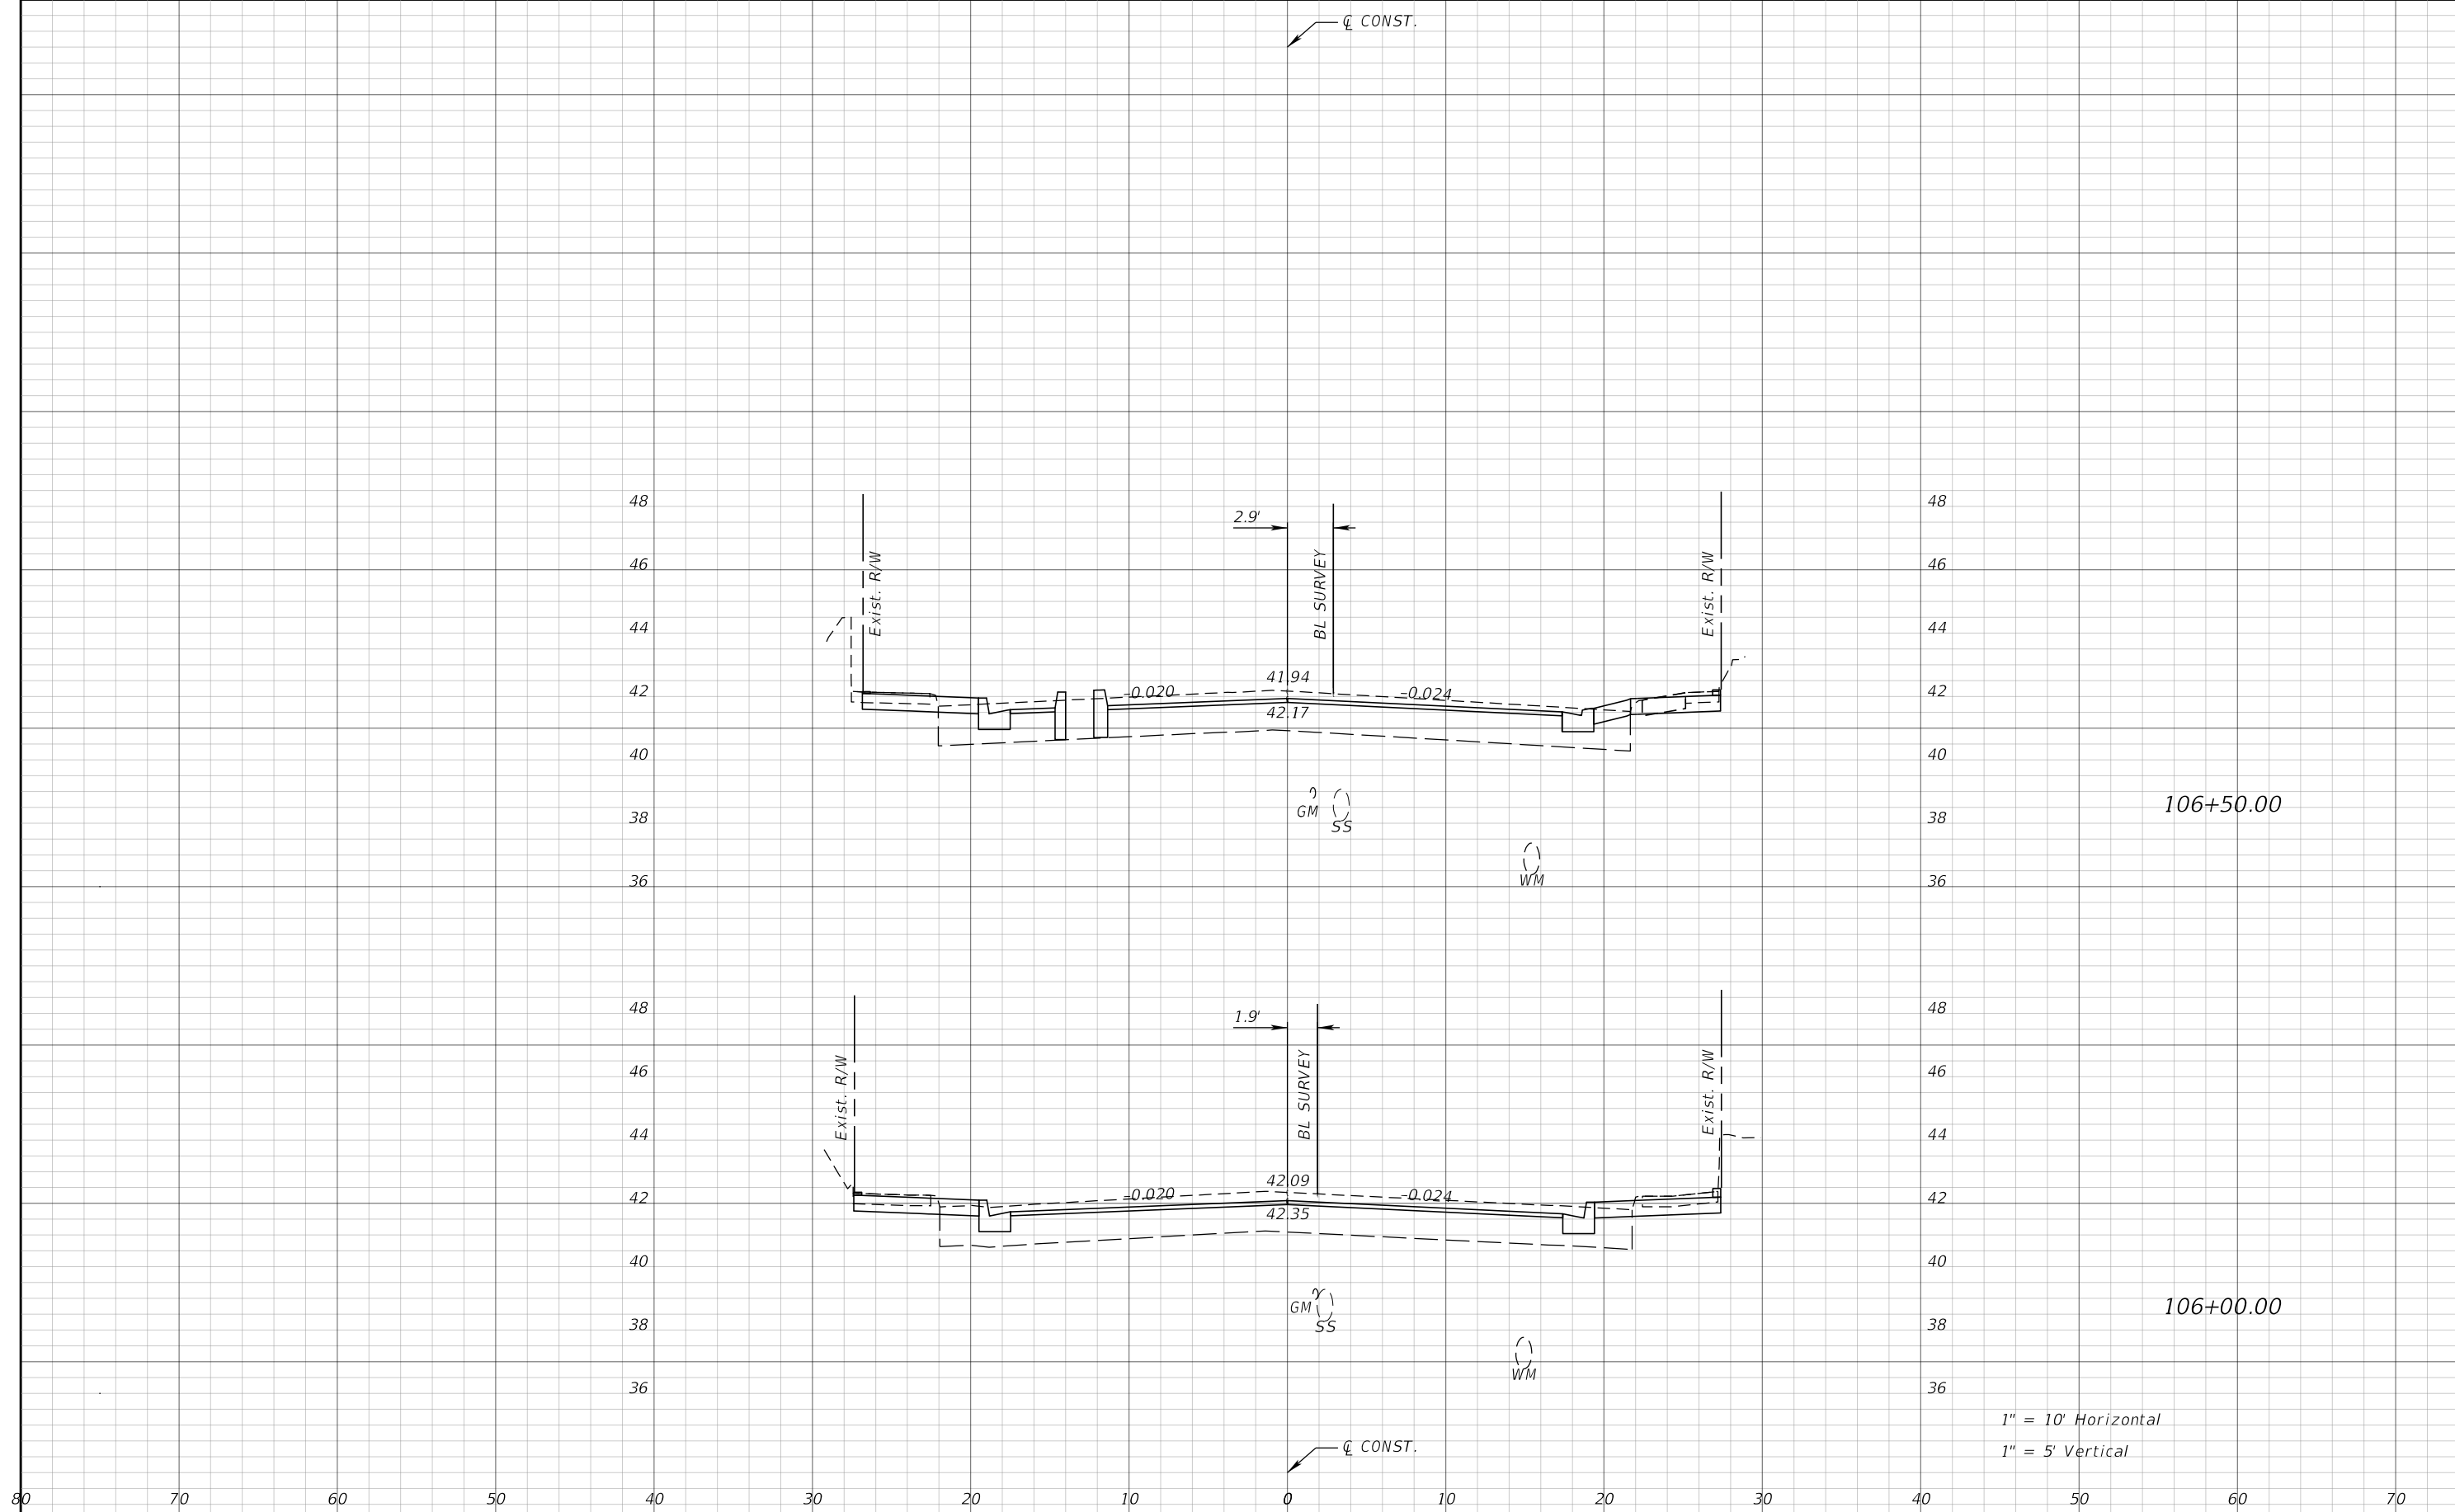 ℄ CONST.
48 48
2.9'
Exist. R/W BL SURVEY Exist. R/W
46 46
44 44
41.94
42 -0.020 -0.024 42
42.17
40 40
GM
SS
38 38
106+50.00
WM
36 36
48 48
1.9'
Exist. R/W BL SURVEY Exist. R/W
46 46
44 44
42.09
42 -0.020 -0.024 42
42.35
40 40
GM
SS
38 38
106+00.00
WM
36 36
1" = 10' Horizontal
℄ CONST.
1" = 5' Vertical
80 70 60 50 40 30 20 10 0 10 20 30 40 50 60 70